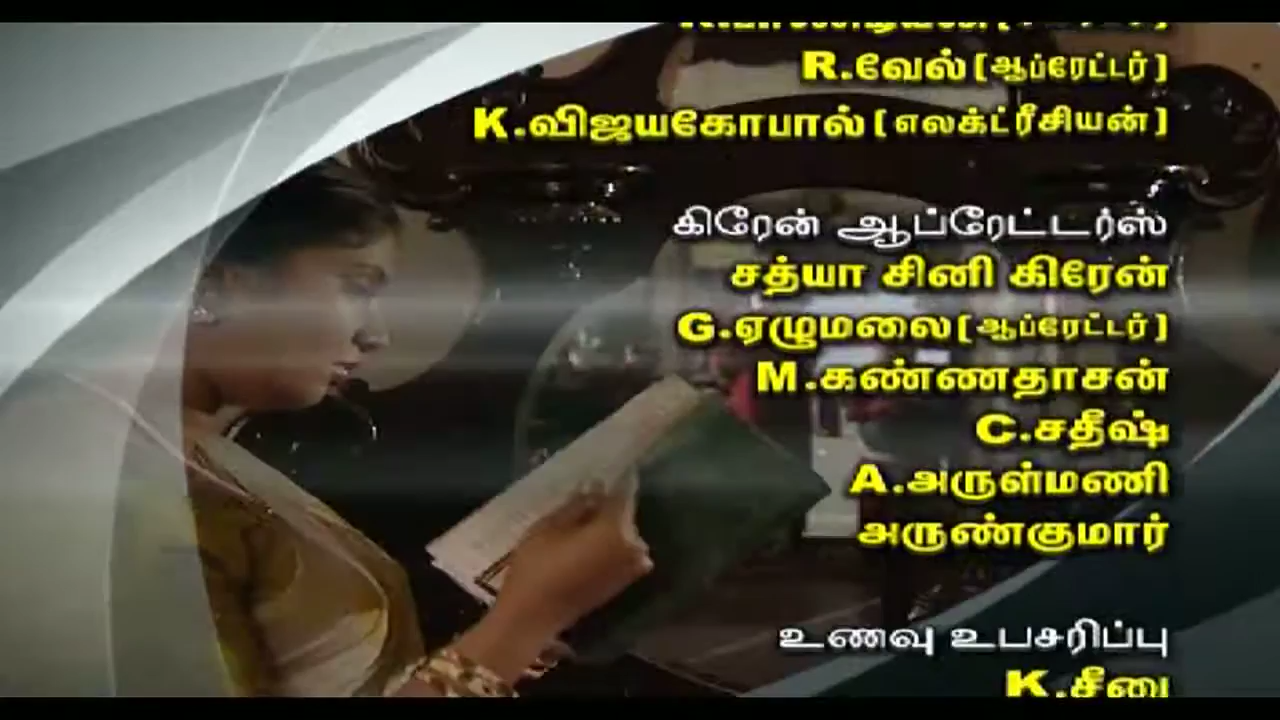 R.வேல் [ ஆப்ரேட்டர் ]
K.விஜயகோபால் [ எலக்ட்ரீசியன் ]
கிரேன் ஆப்ரேட்டர்ஸ்
சத்யா சினி கிரேன்
G.ஏழுமலை [ ஆப்ரேட்டர் ]
M.கண்ணதாசன்
C.சதீஷ்
A.அருள்மணி
அருண்குமார்
உணவு உபசரிப்பு
K.சீனு